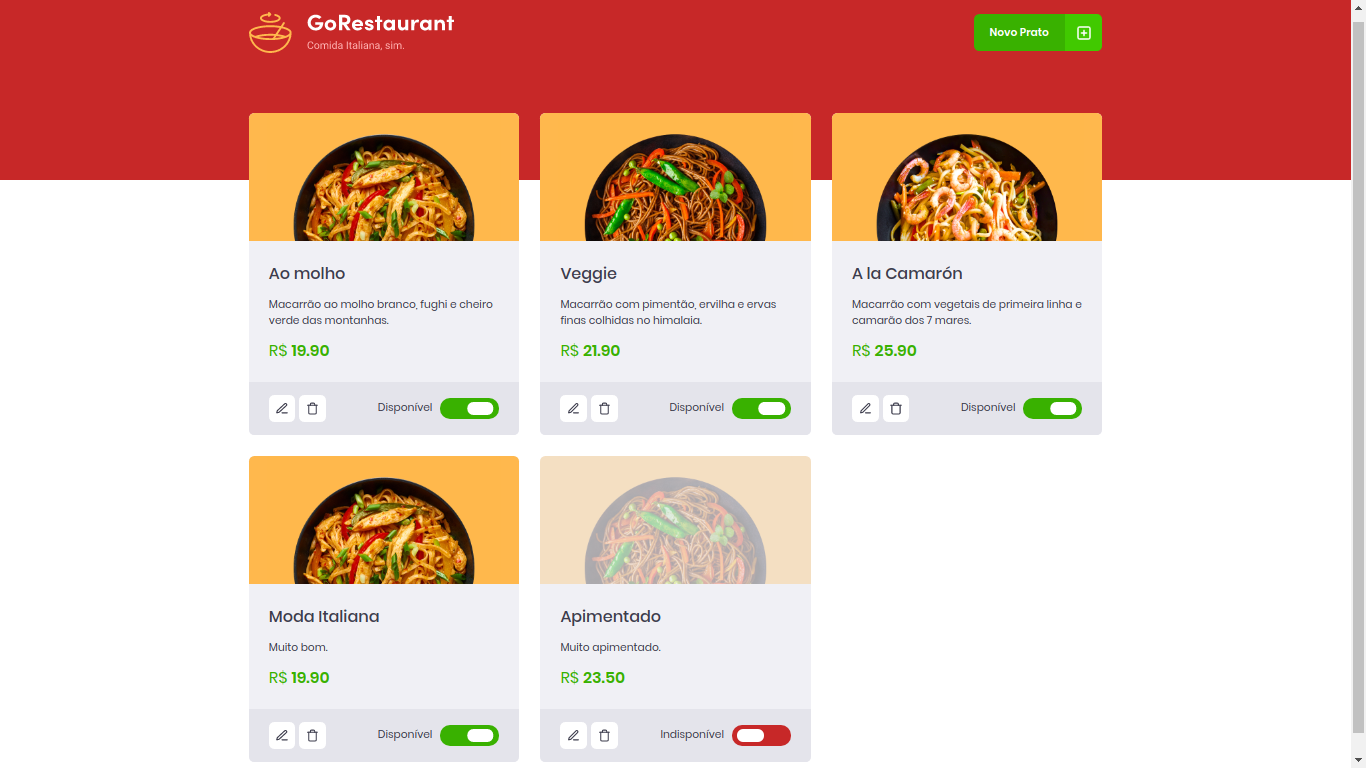 GoRestaurant
Comida Italiana, sim.
Novo Prato
Ao molho
Macarrão ao molho branco, fughi e cheiro
verde das montanhas.
R$ 19.90
Disponível
Veggie
Macarrão com pimentão, ervilha e ervas
finas colhidas no himalaia.
R$ 21.90
Disponível
A la Camarón
Macarrão com vegetais de primeira linha e
camarão dos 7 mares.
R$ 25.90
Disponível
Moda Italiana
Muito bom.
R$ 19.90
Disponível
Apimentado
Muito apimentado.
R$ 23.50
Indisponível